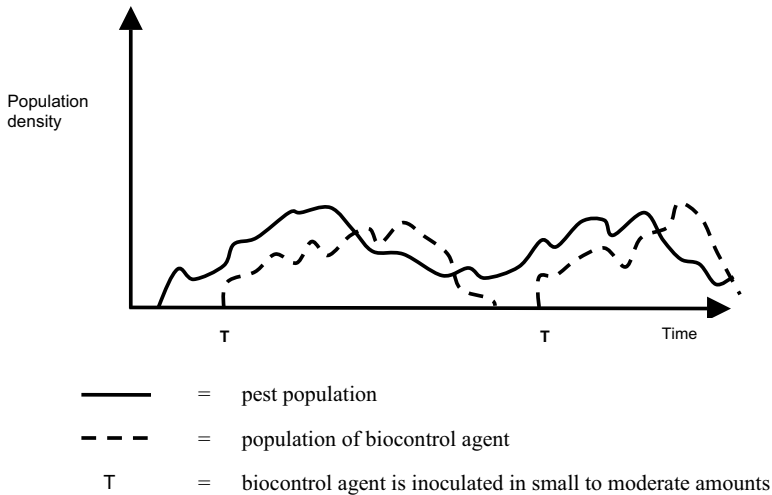 Population
density
T
T
Time
= pest population
= population of biocontrol agent
T = biocontrol agent is inoculated in small to moderate amounts